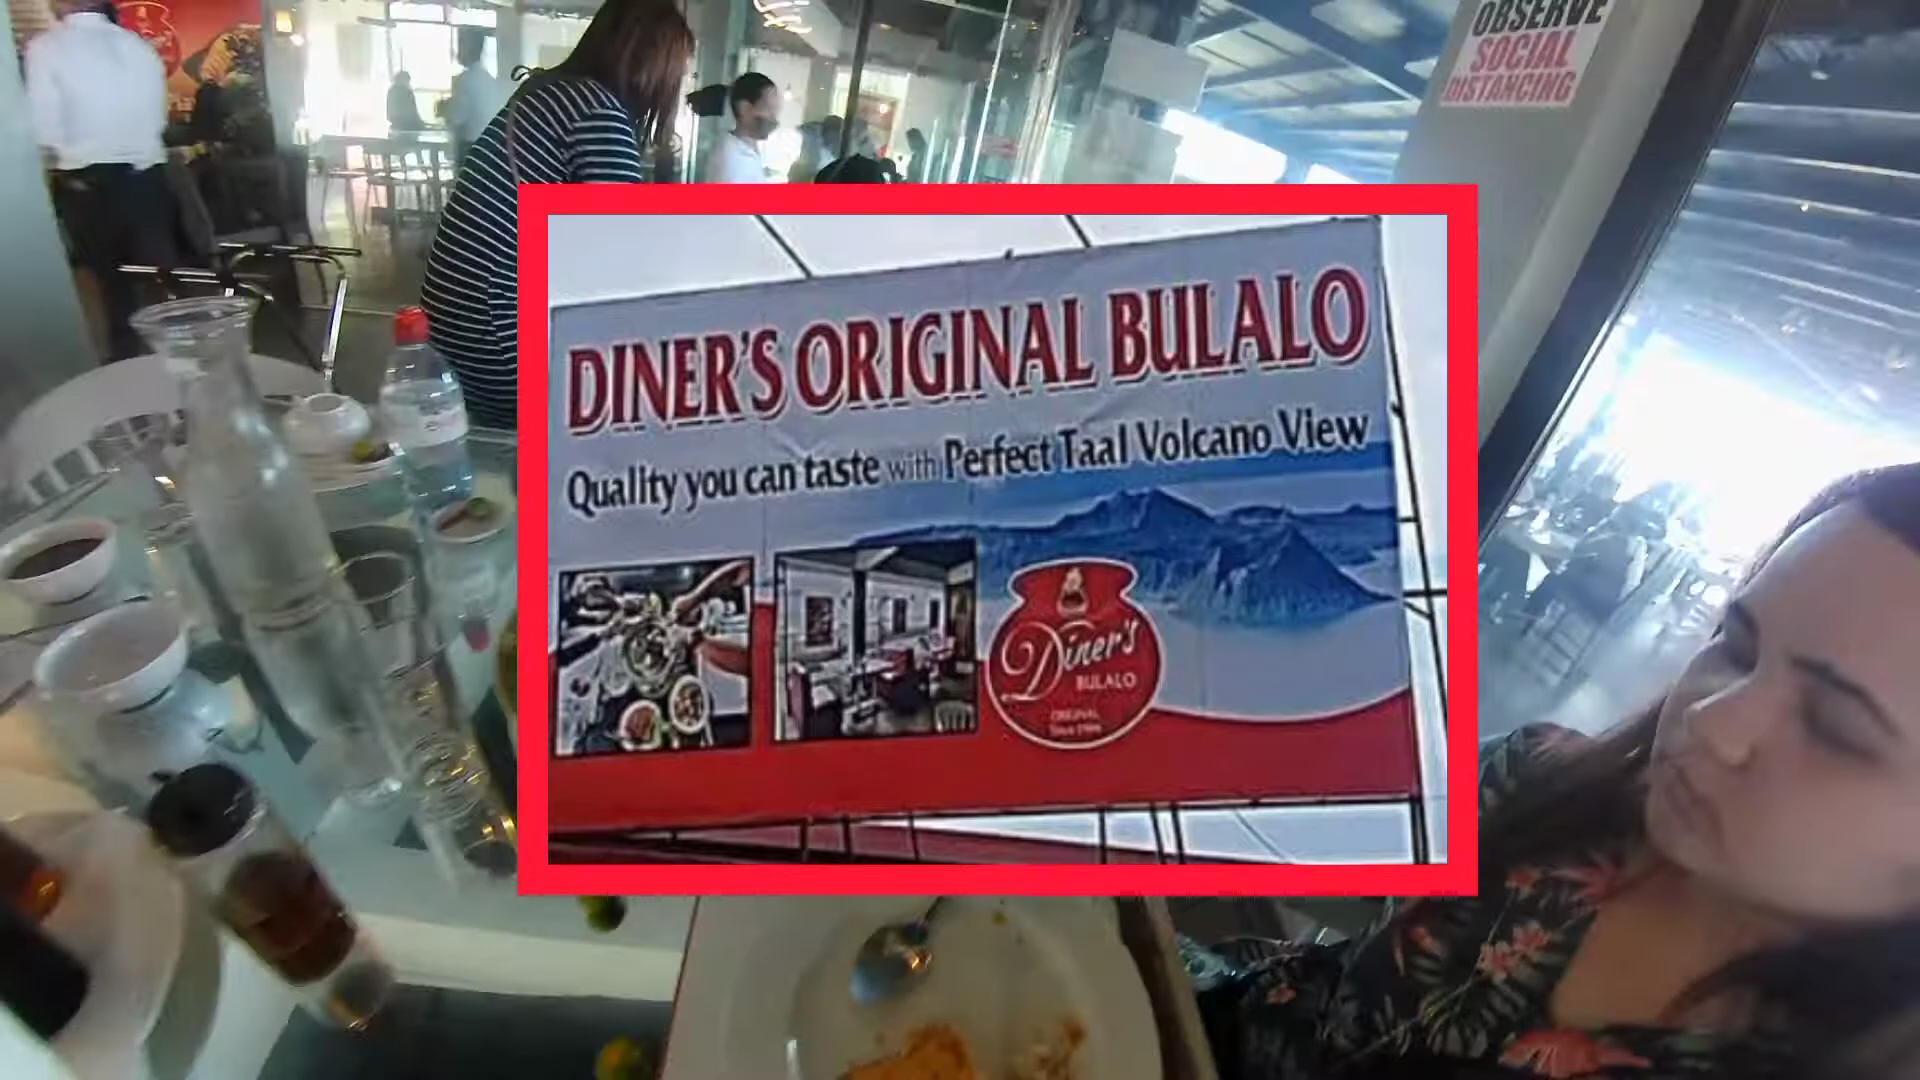 OBSERVE
SOCIAL
DISTANCING
DINER'S ORIGINAL BULALO
Quality you can taste with Perfect Taal Volcano View
Diner's
BULALO
ORIGINAL